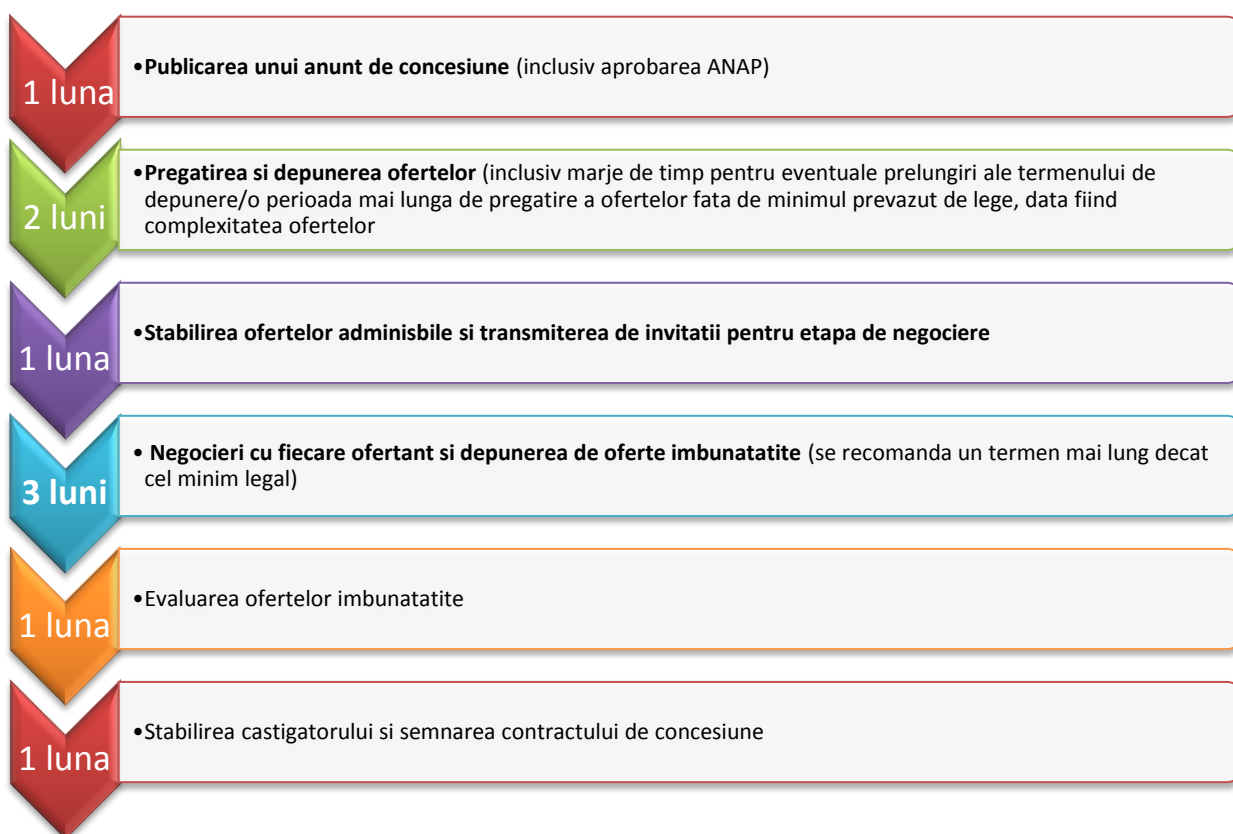 1 luna
•Publicarea unui anunt de concesiune (inclusiv aprobarea ANAP)
2 luni
•Pregatirea si depunerea ofertelor (inclusiv marje de timp pentru eventuale prelungiri ale termenului de
depunere/o perioada mai lunga de pregatire a ofertelor fata de minimul prevazut de lege, data fiind
complexitatea ofertelor
1 luna
•Stabilirea ofertelor adminisbile si transmiterea de invitatii pentru etapa de negociere
3 luni
• Negocieri cu fiecare ofertant si depunerea de oferte imbunatatite (se recomanda un termen mai lung decat
cel minim legal)
1 luna
•Evaluarea ofertelor imbunatatite
1 luna
•Stabilirea castigatorului si semnarea contractului de concesiune